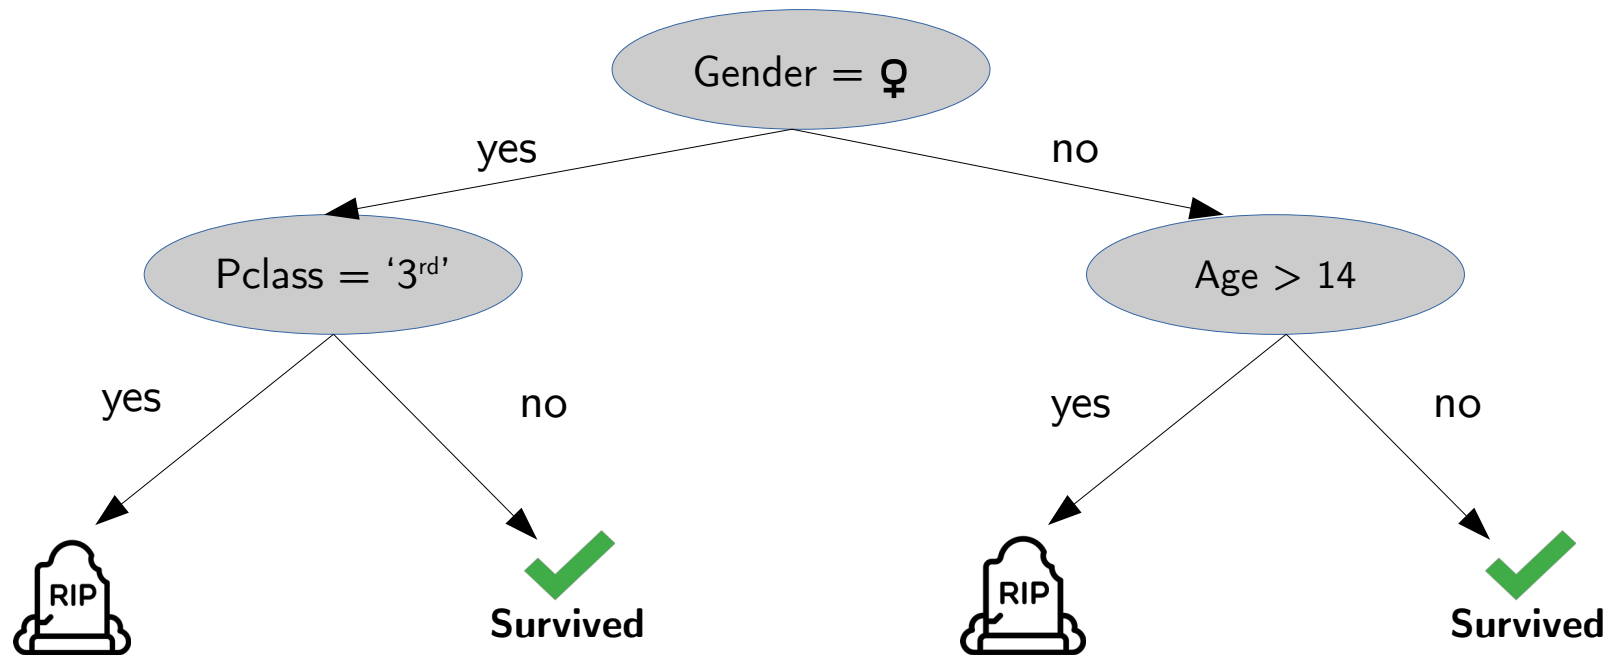 Gender = ♀
yes
no
Pclass = ‘3rd’
Age > 14
yes
no
yes
no
RIP
Survived
RIP
Survived